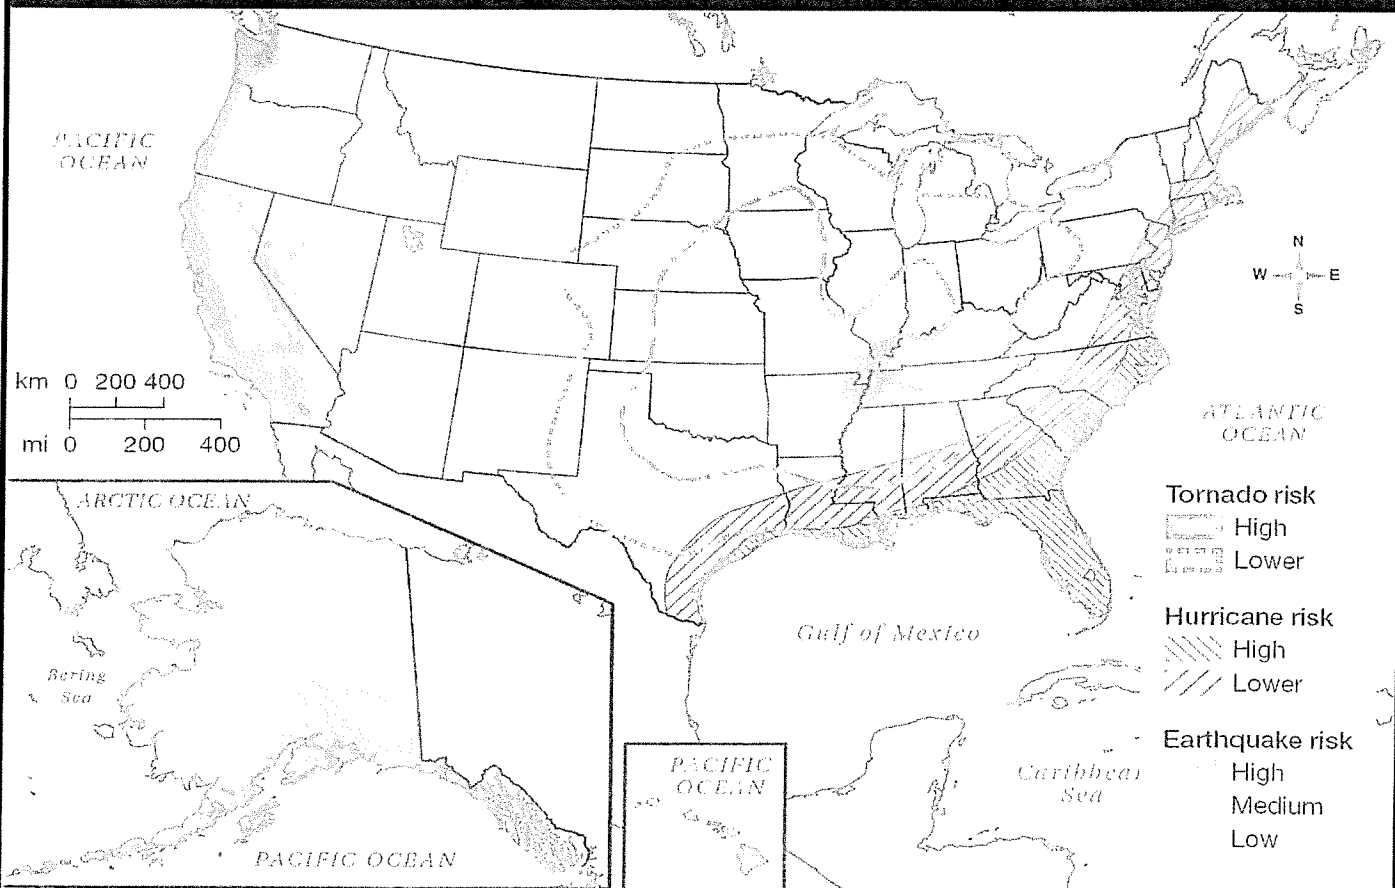 PACIFIC
OCEAN
N
W E
S
km 0 200 400
mi 0 200 400
ATLANTIC
OCEAN
ARCTIC OCEAN
Bering
Sea
PACIFIC OCEAN
PACIFIC
OCEAN
Gulf of Mexico
Caribbean
Sea
Tornado risk
High
Lower
Hurricane risk
High
Lower
Earthquake risk
High
Medium
Low